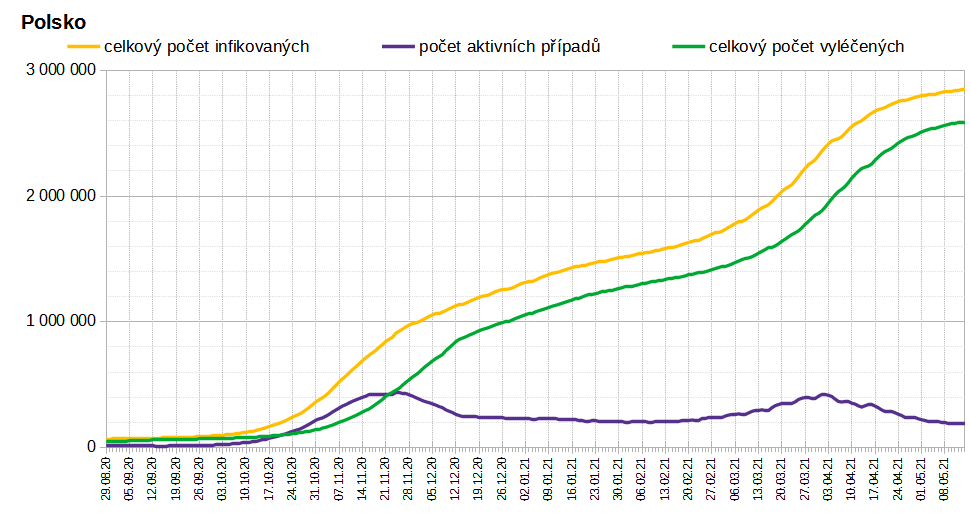 Polsko
celkový počet infikovaných počet aktivních případů celkový počet vyléčených
3 000 000
2 000 000
1 000 000
0
29.08.20 05.09.20 12.09.20 19.09.20 26.09.20 03.10.20 10.10.20 17.10.20 24.10.20 31.10.20 07.11.20 14.11.20 21.11.20 28.11.20 05.12.20 12.12.20 19.12.20 26.12.20 02.01.21 09.01.21 16.01.21 23.01.21 30.01.21 06.02.21 13.02.21 20.02.21 27.02.21 06.03.21 13.03.21 20.03.21 27.03.21 03.04.21 10.04.21 17.04.21 24.04.21 01.05.21 08.05.21